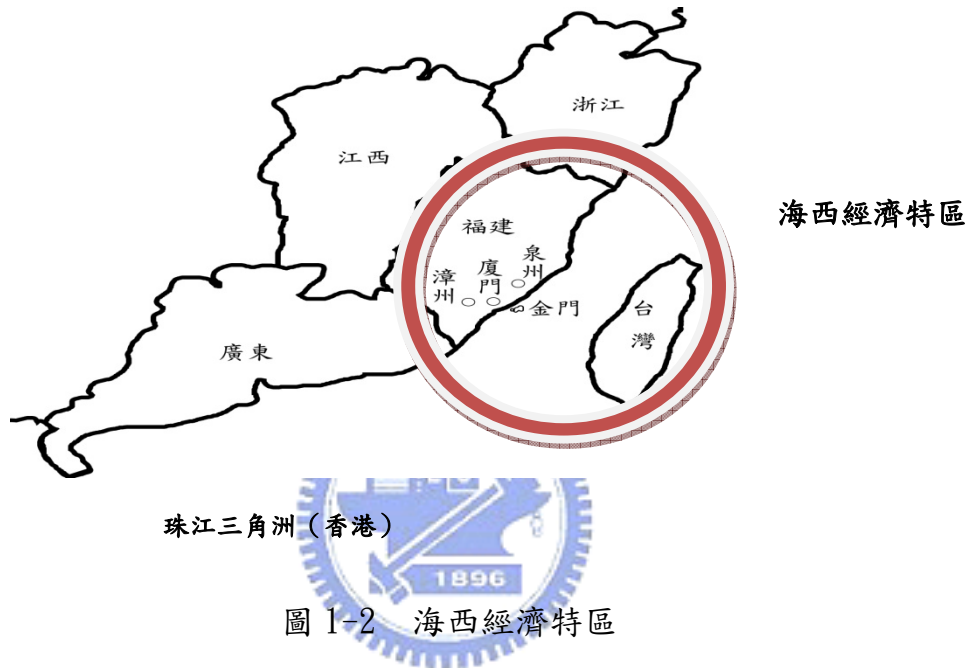 浙江
江西
海西經濟特區
福建
泉州
廈門
漳州
金門
台灣
廣東
珠江三角洲（香港）
1896
圖 1-2 海西經濟特區